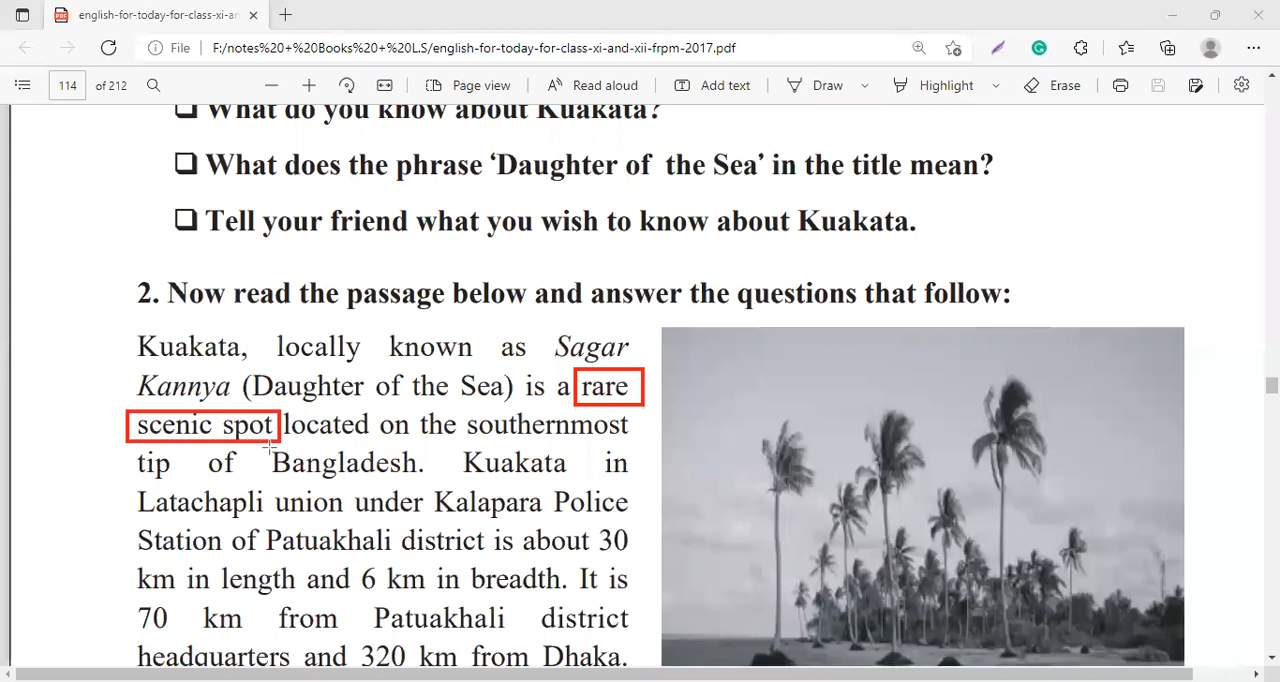 english-for-today-for-class-xi-an
File F:/notes%20+%20Books%20+%20L.S/english-for-today-for-class-xi-and-xii-frpm-2017.pdf
114 of 212 Page view Read aloud Add text Draw Highlight Erase
What do you know about Kuakata?
What does the phrase ‘Daughter of the Sea’ in the title mean?
Tell your friend what you wish to know about Kuakata.
2. Now read the passage below and answer the questions that follow:
Kuakata, locally known as Sagar
Kannya (Daughter of the Sea) is a rare
scenic spot located on the southernmost
tip of Bangladesh. Kuakata in
Latachapli union under Kalapara Police
Station of Patuakhali district is about 30
km in length and 6 km in breadth. It is
70 km from Patuakhali district
headquarters and 320 km from Dhaka.